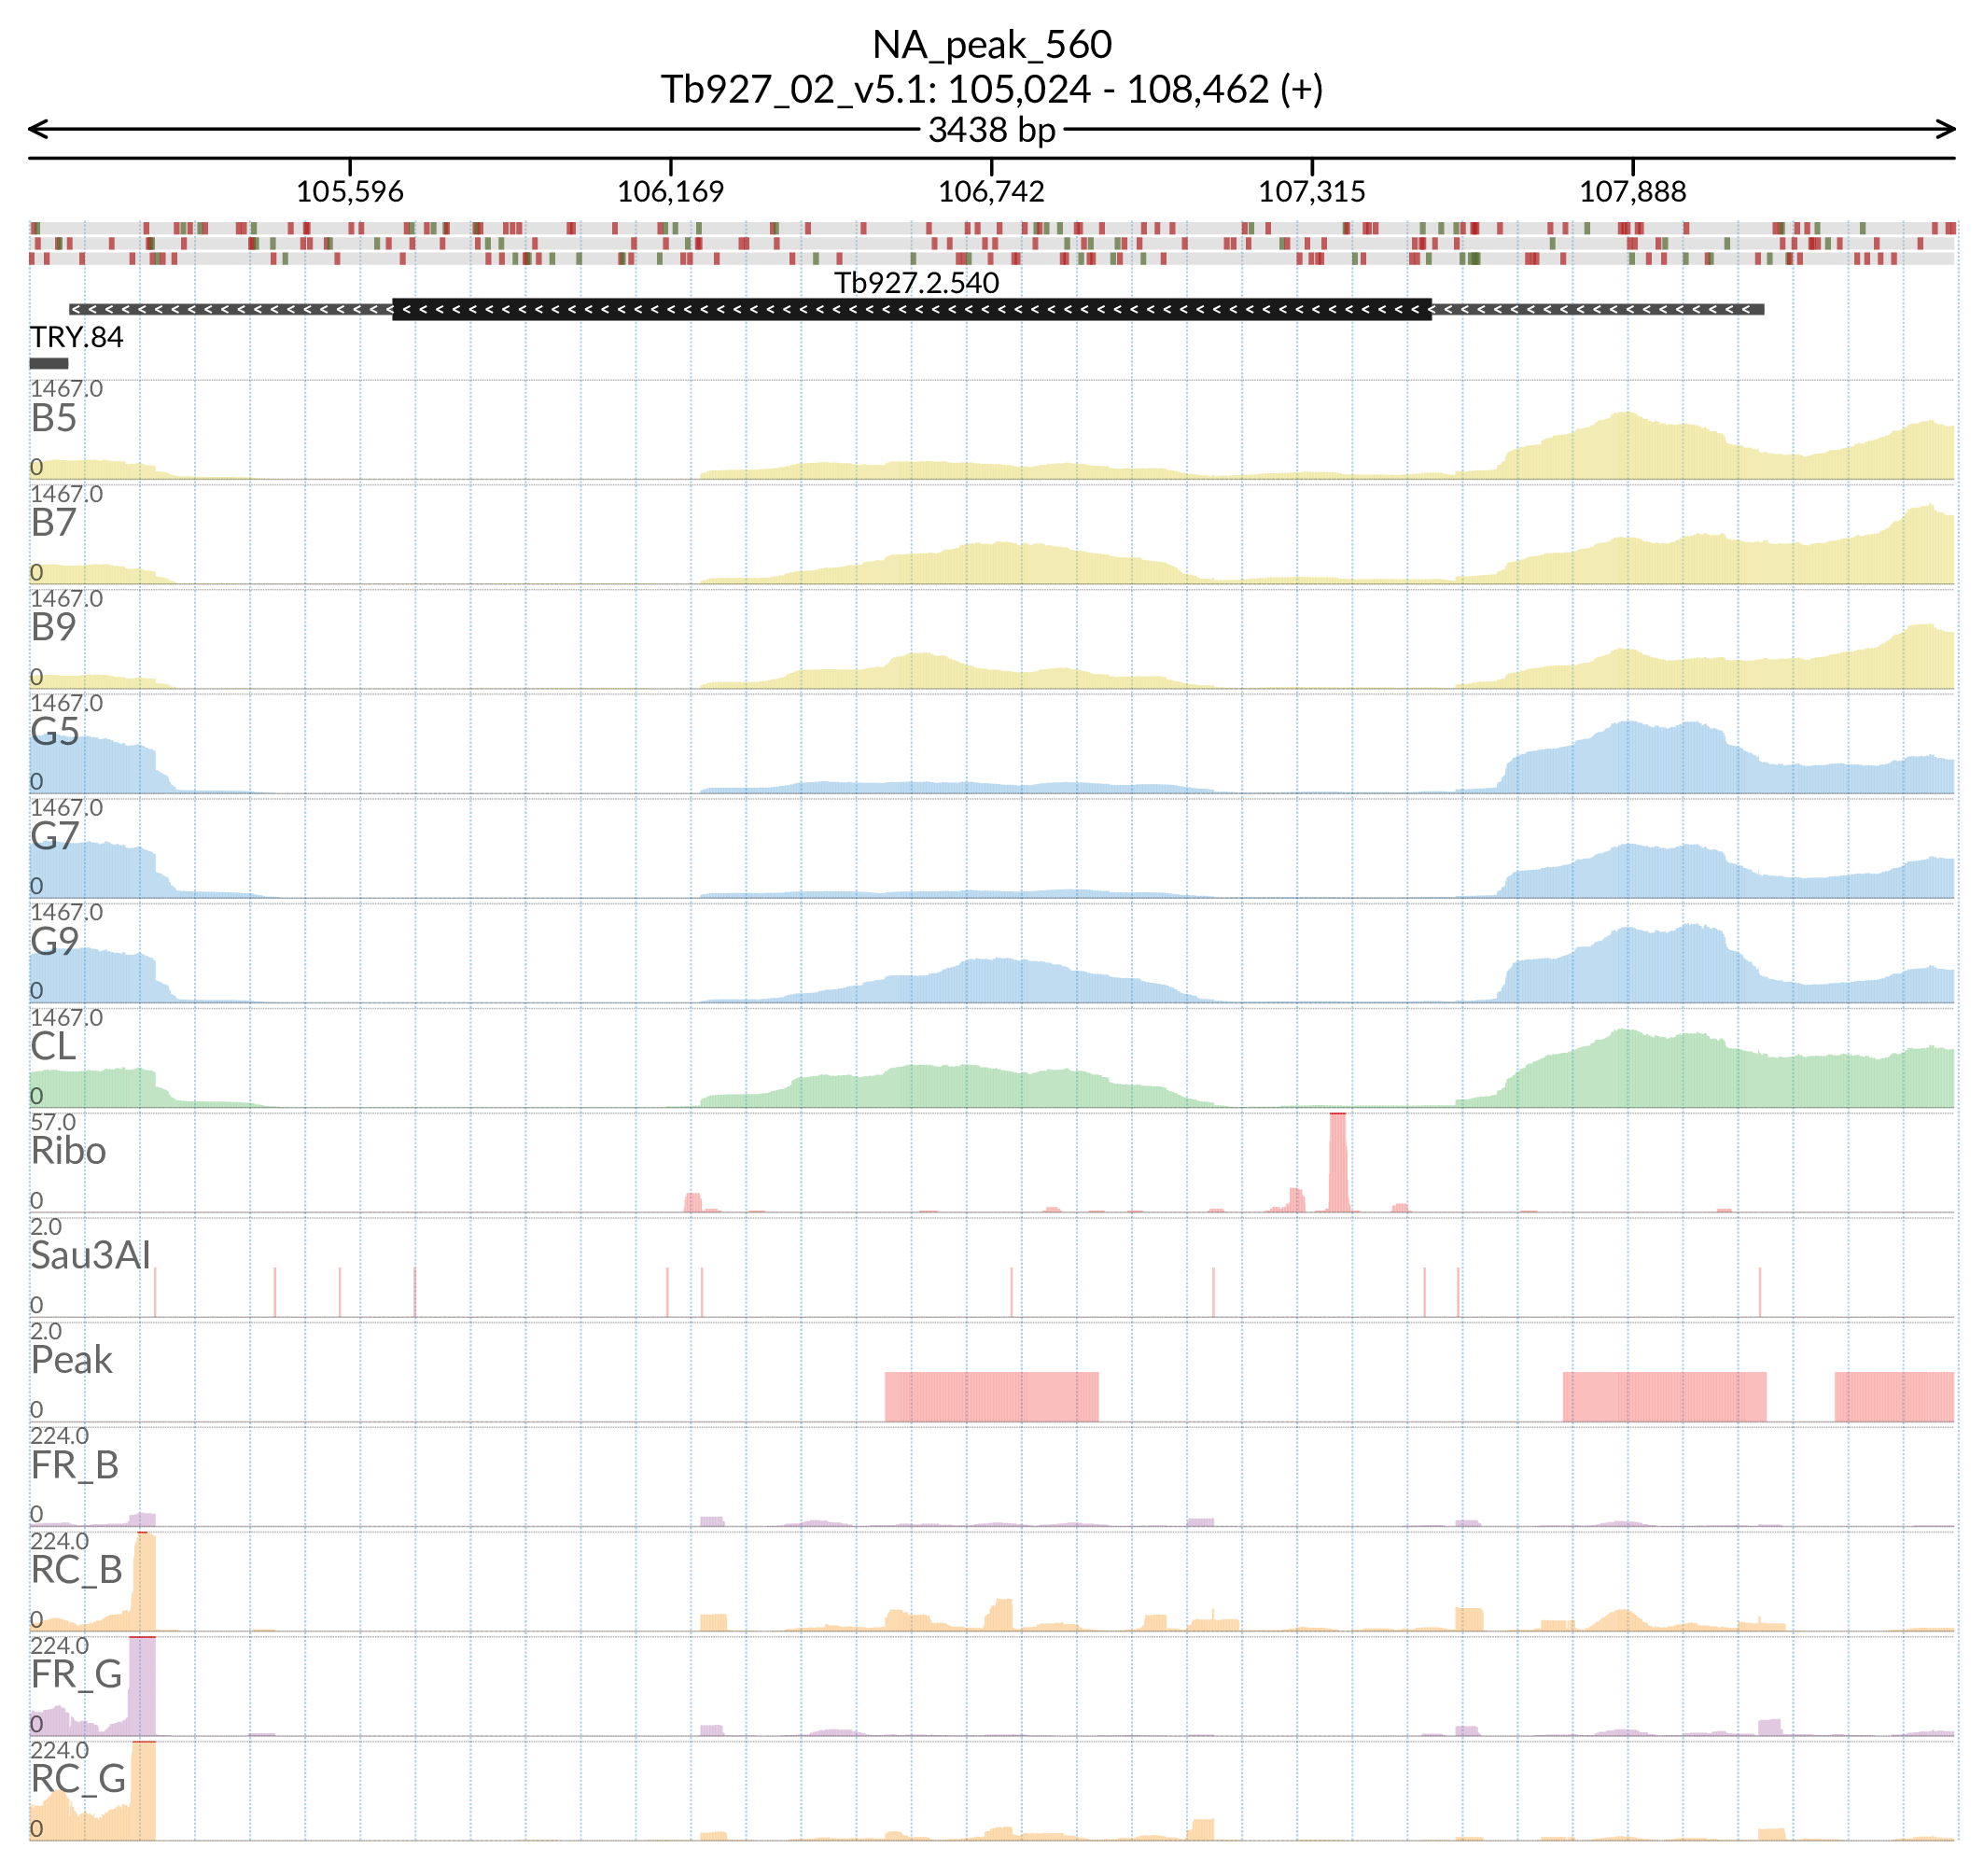 NA_peak_560
Tb927_02_v5.1: 105,024 - 108,462 (+)
3438 bp
105,596 106,169 106,742 107,315 107,888
Tb927.2.540
TRY.84
1467.0
B5
0
1467.0
B7
0
1467.0
B9
0
1467.0
G5
0
1467.0
G7
0
1467.0
G9
0
1467.0
CL
0
57.0
Ribo
0
2.0
Sau3AI
0
2.0
Peak
0
224.0
FR_B
0
224.0
RC_B
0
224.0
FR_G
0
224.0
RC_G
0